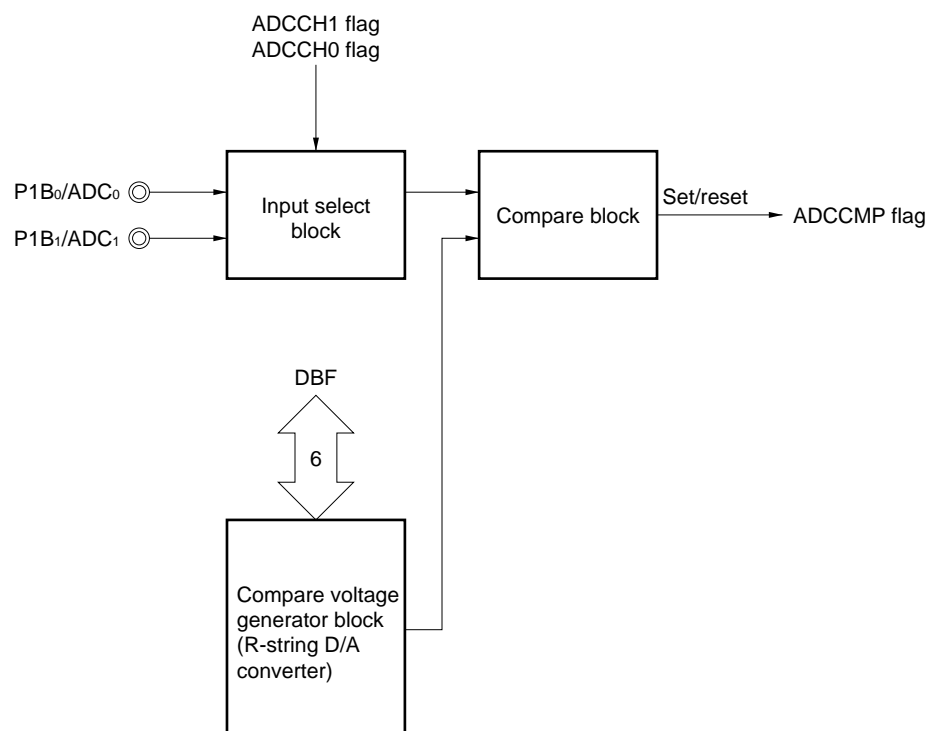 ADCCH1 flag
ADCCH0 flag
P1B₀/ADC₀
P1B₁/ADC₁
Input select
block
Compare block
Set/reset
ADCCMP flag
DBF
6
Compare voltage
generator block
(R-string D/A
converter)